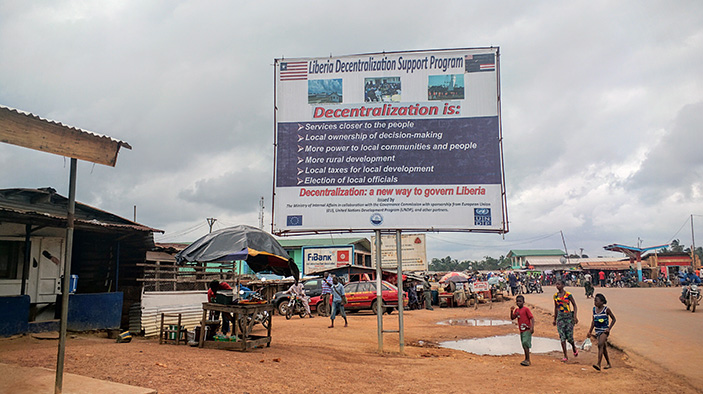 Liberia Decentralization Support Program
Decentralization is:
➢ Services closer to the people
➢ Local ownership of decision-making
➢ More power to local communities and people
➢ More rural development
➢ Local taxes for local development
➢ Election of local officials
Decentralization: a new way to govern Liberia
Issued by
The Ministry of Internal Affairs in collaboration with the Governance Commission with sponsorship from European Union
(EU), United Nations Development Program (UNDP), and other partners.
FiBank